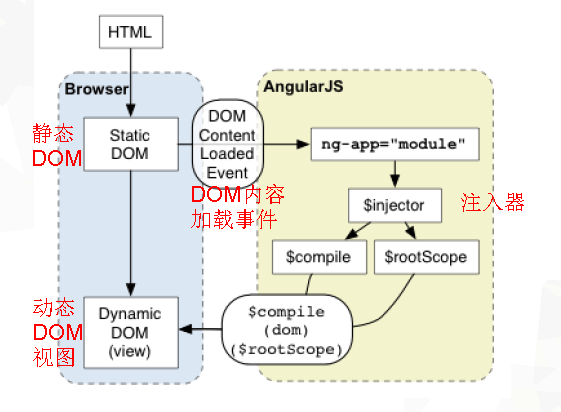 HTML
Browser
AngularJS
静态
DOM
Static
DOM
DOM
Content
Loaded
Event
DOM内容
加载事件
ng-app="module"
$injector
注入器
$compile
$rootScope
动态
DOM
视图
Dynamic
DOM
(view)
$compile
(dom)
($rootScope)